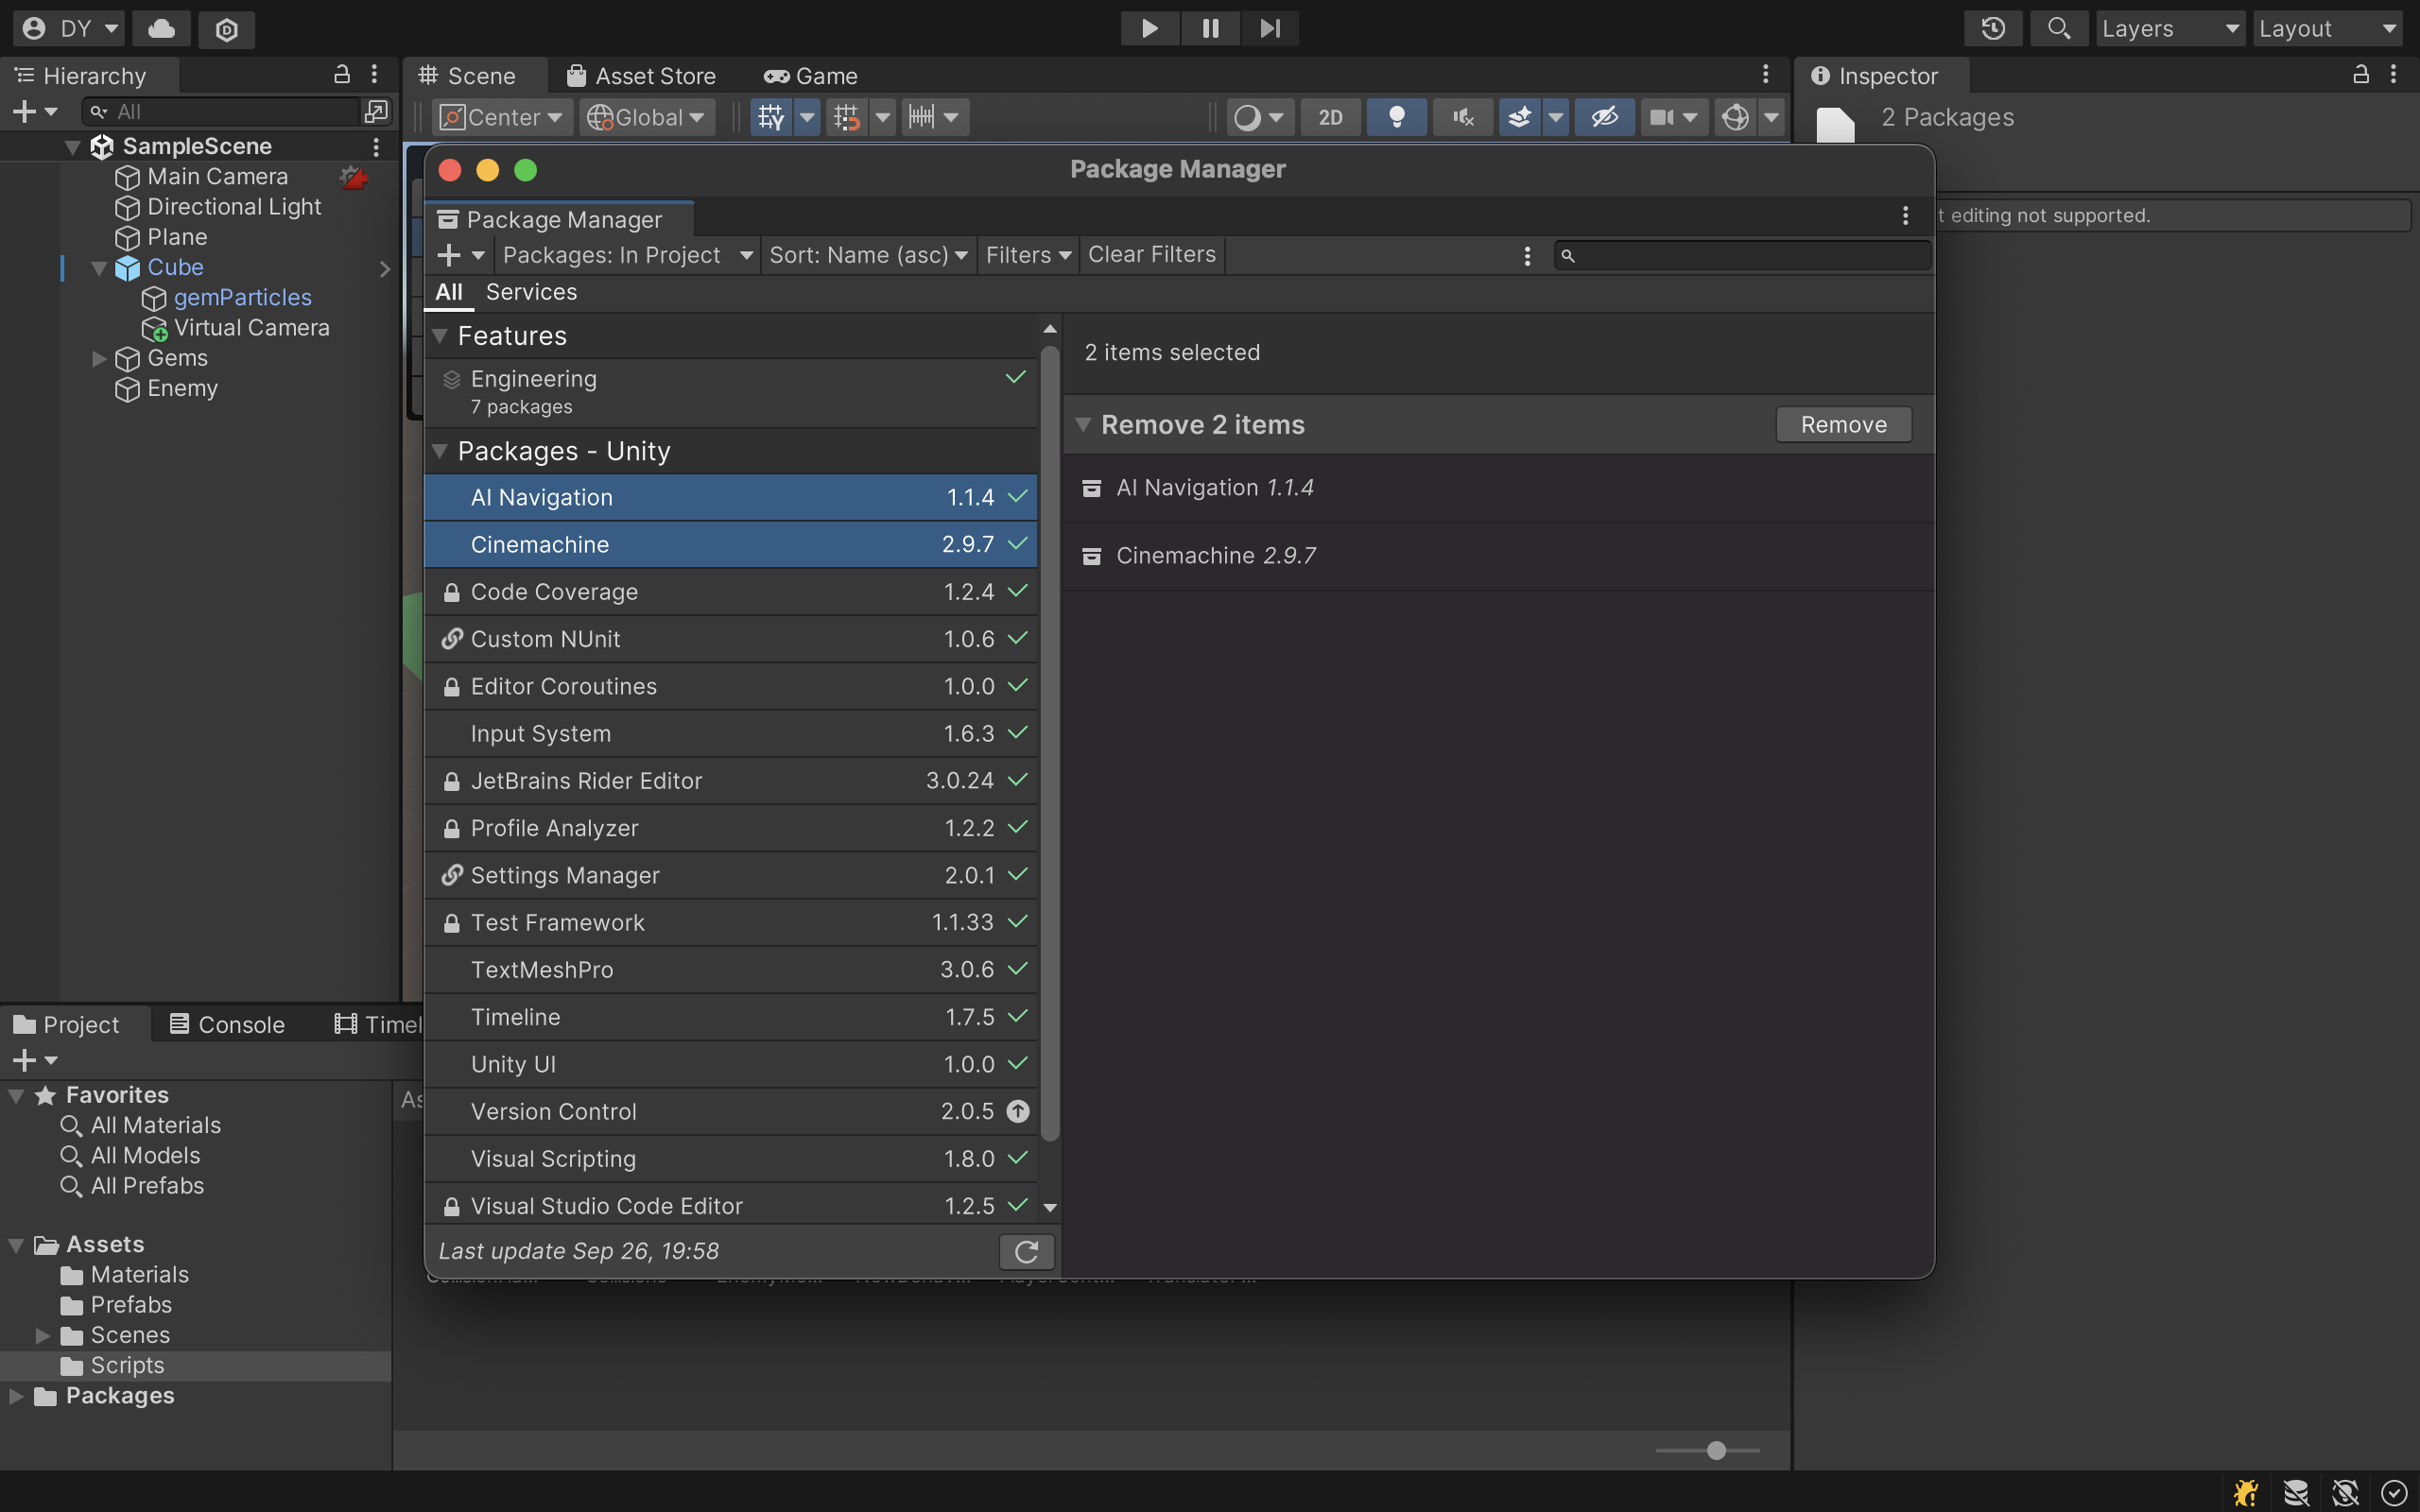 DY
Layers
Layout
Hierarchy
Scene
Asset Store
Game
Inspector
All
Center
Global
2D
2 Packages
SampleScene
Main Camera
Directional Light
Plane
Cube
gemParticles
Virtual Camera
Gems
Enemy
Package Manager
Package Manager
t editing not supported.
Packages: In Project
Sort: Name (asc)
Filters
Clear Filters
All
Services
Features
Engineering
7 packages
Packages - Unity
AI Navigation 1.1.4
Cinemachine 2.9.7
Code Coverage 1.2.4
Custom NUnit 1.0.6
Editor Coroutines 1.0.0
Input System 1.6.3
JetBrains Rider Editor 3.0.24
Profile Analyzer 1.2.2
Settings Manager 2.0.1
Test Framework 1.1.33
TextMeshPro 3.0.6
Timeline 1.7.5
Unity UI 1.0.0
Version Control 2.0.5
Visual Scripting 1.8.0
Visual Studio Code Editor 1.2.5
Last update Sep 26, 19:58
2 items selected
Remove 2 items
Remove
AI Navigation 1.1.4
Cinemachine 2.9.7
Project
Console
Timel
As
Favorites
All Materials
All Models
All Prefabs
Assets
Materials
Prefabs
Scenes
Scripts
Packages